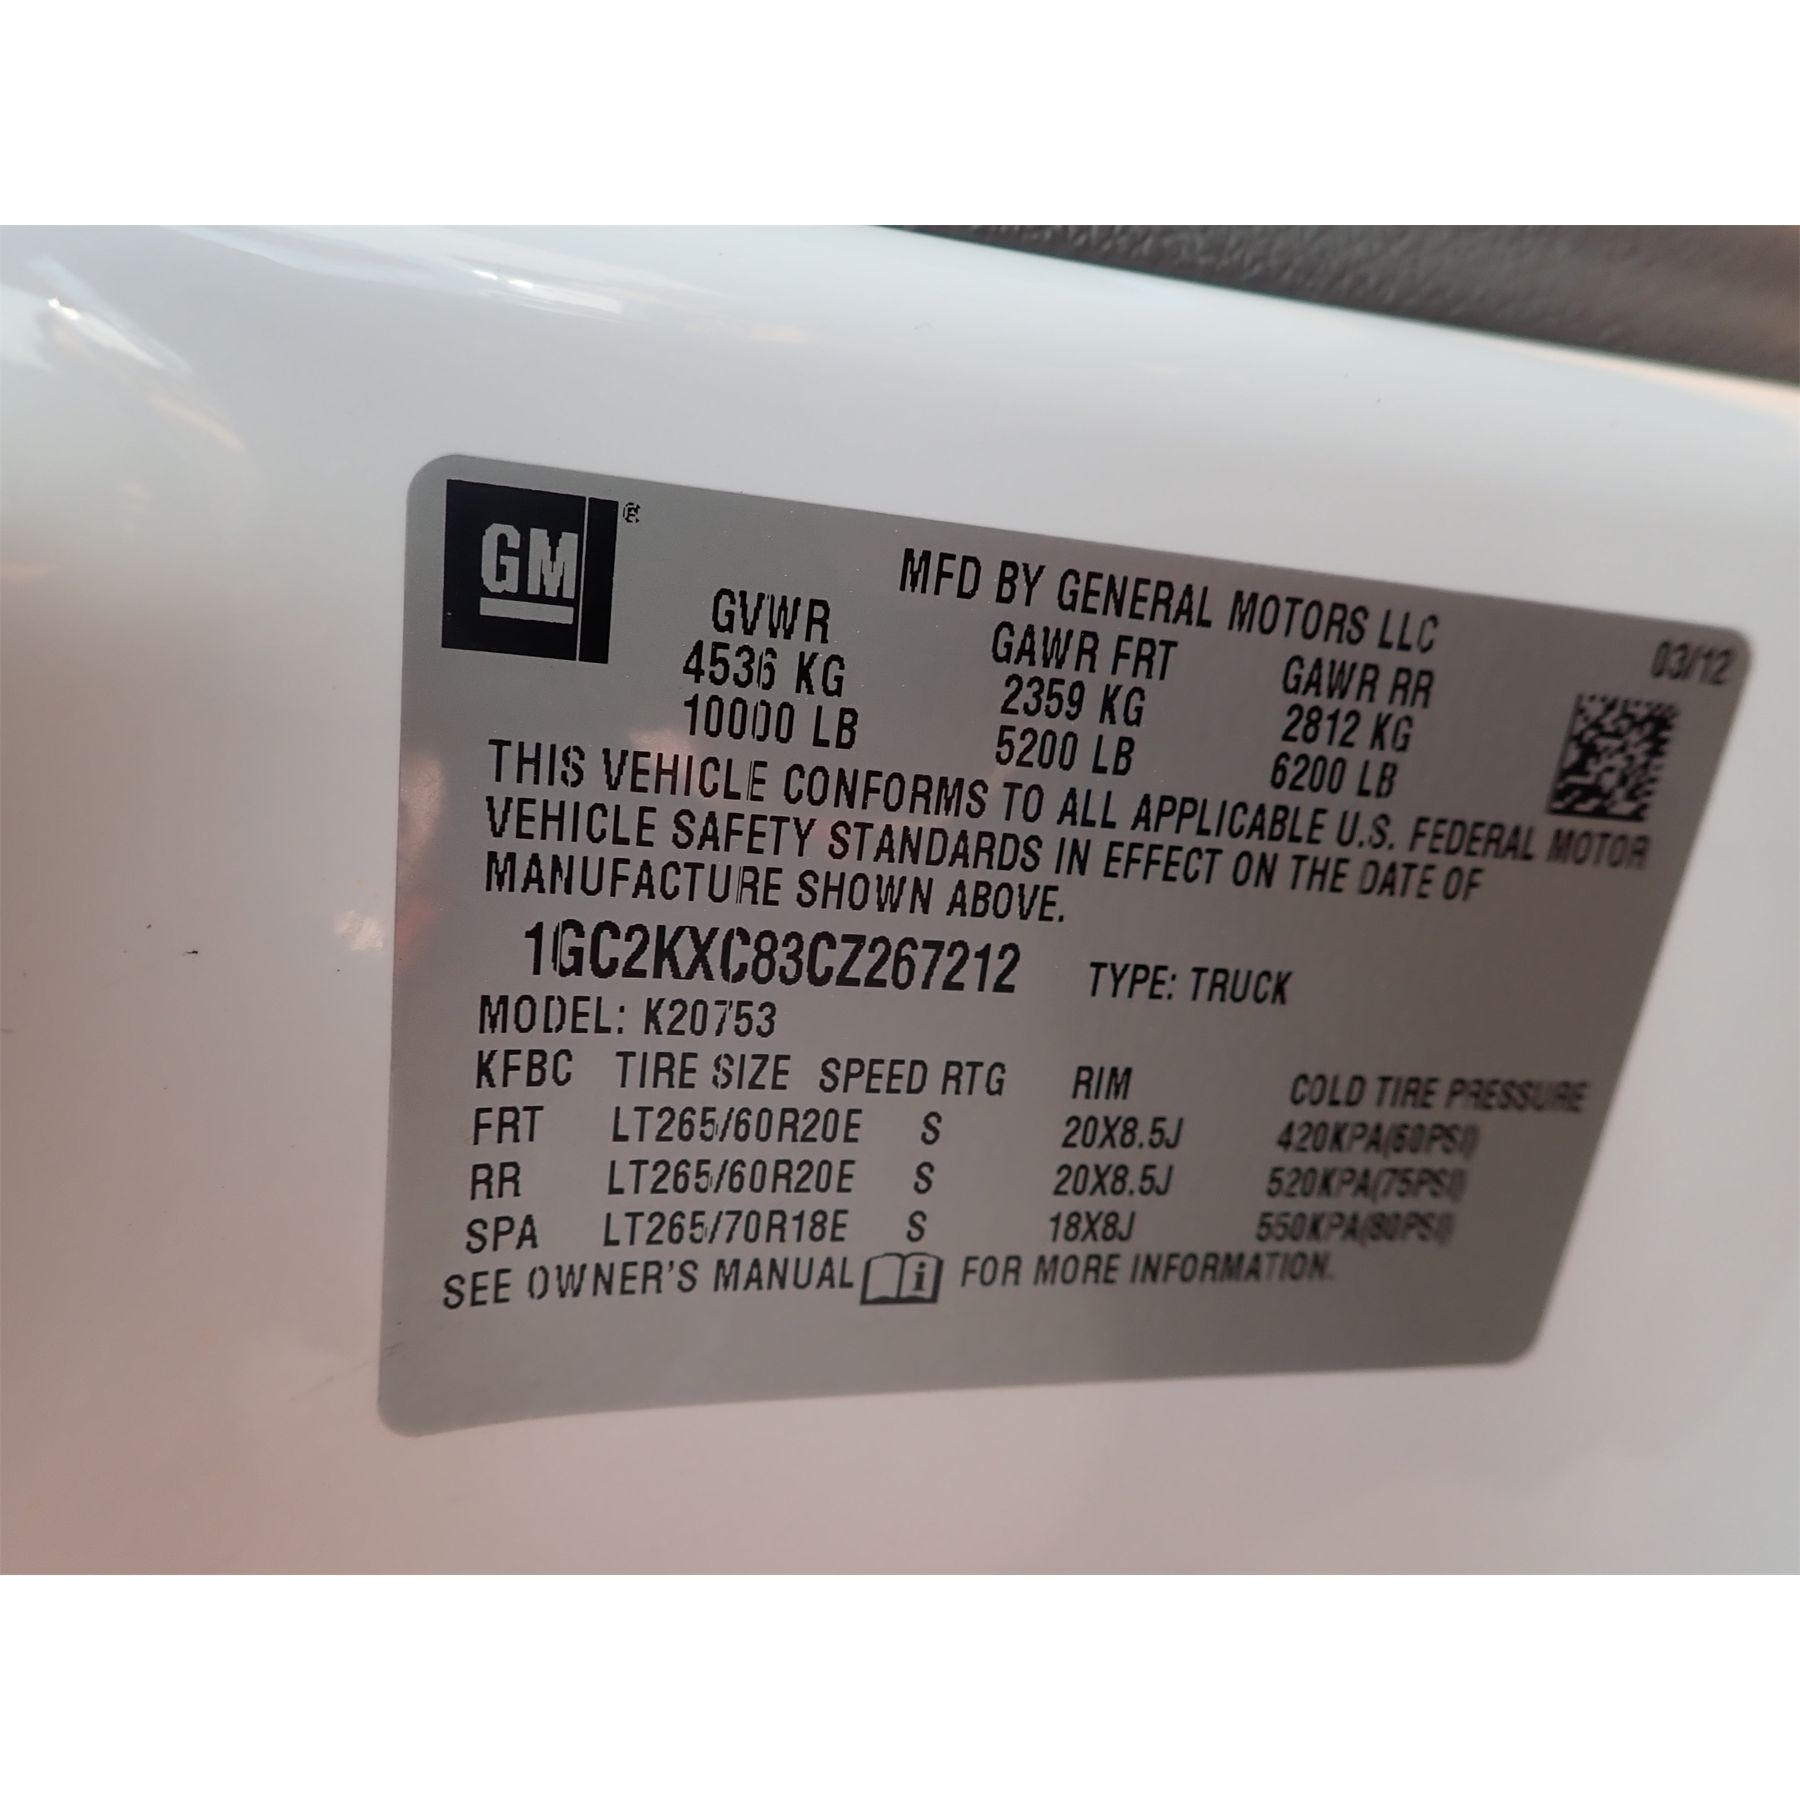 GM ®
MFD BY GENERAL MOTORS LLC
03/12
GVWR GAWR FRT GAWR RR
4536 KG 2359 KG 2812 KG
10000 LB 5200 LB 6200 LB
THIS VEHICLE CONFORMS TO ALL APPLICABLE U.S. FEDERAL MOTOR
VEHICLE SAFETY STANDARDS IN EFFECT ON THE DATE OF
MANUFACTURE SHOWN ABOVE.
1GC2KXC83CZ267212 TYPE: TRUCK
MODEL: K20753
KFBC TIRE SIZE SPEED RTG RIM COLD TIRE PRESSURE
FRT LT265/60R20E S 20X8.5J 420KPA(60PSI)
RR LT265/60R20E S 20X8.5J 520KPA(75PSI)
SPA LT265/70R18E S 18X8J 550KPA(80PSI)
SEE OWNER'S MANUAL i FOR MORE INFORMATION.